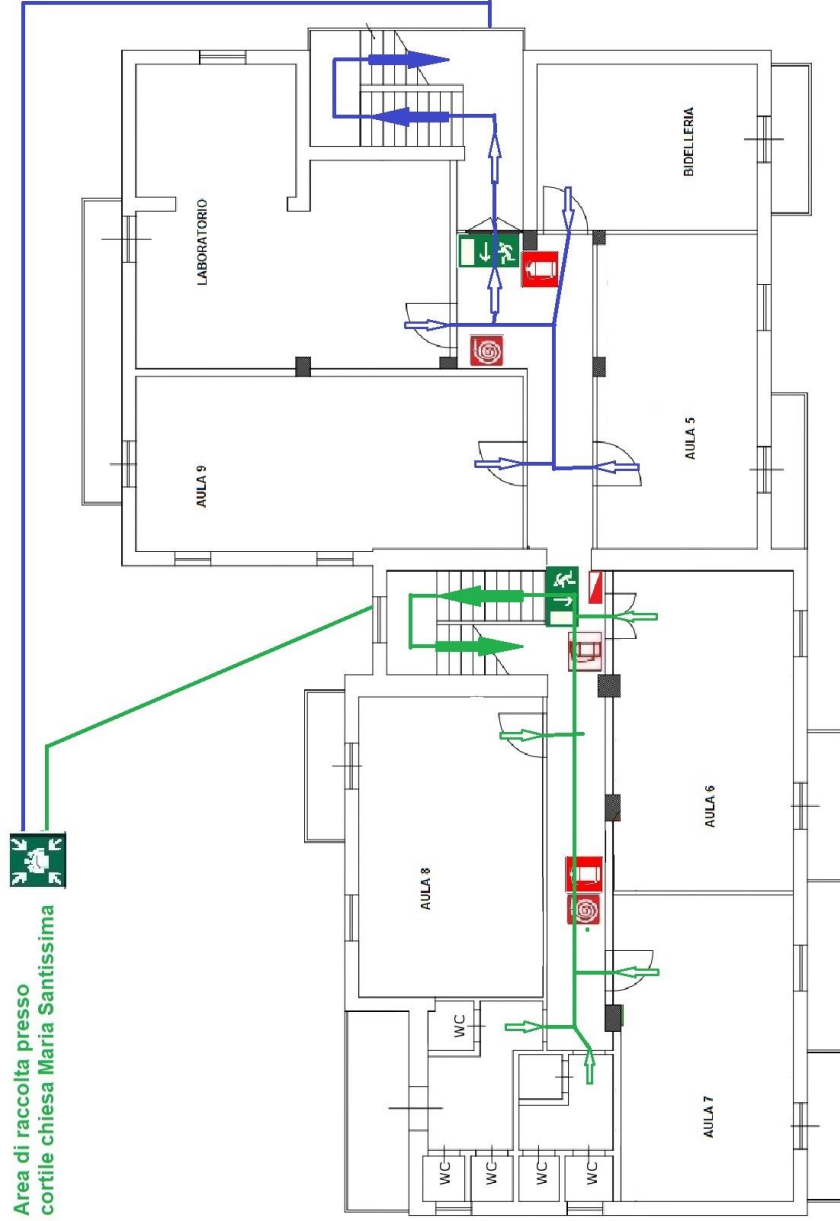 Area di raccolta presso
cortile chiesa Maria Santissima
LABORATORIO
BIDELLERIA
AULA 9
AULA 5
AULA 8
AULA 6
AULA 7
WC
WC
WC
WC
WC